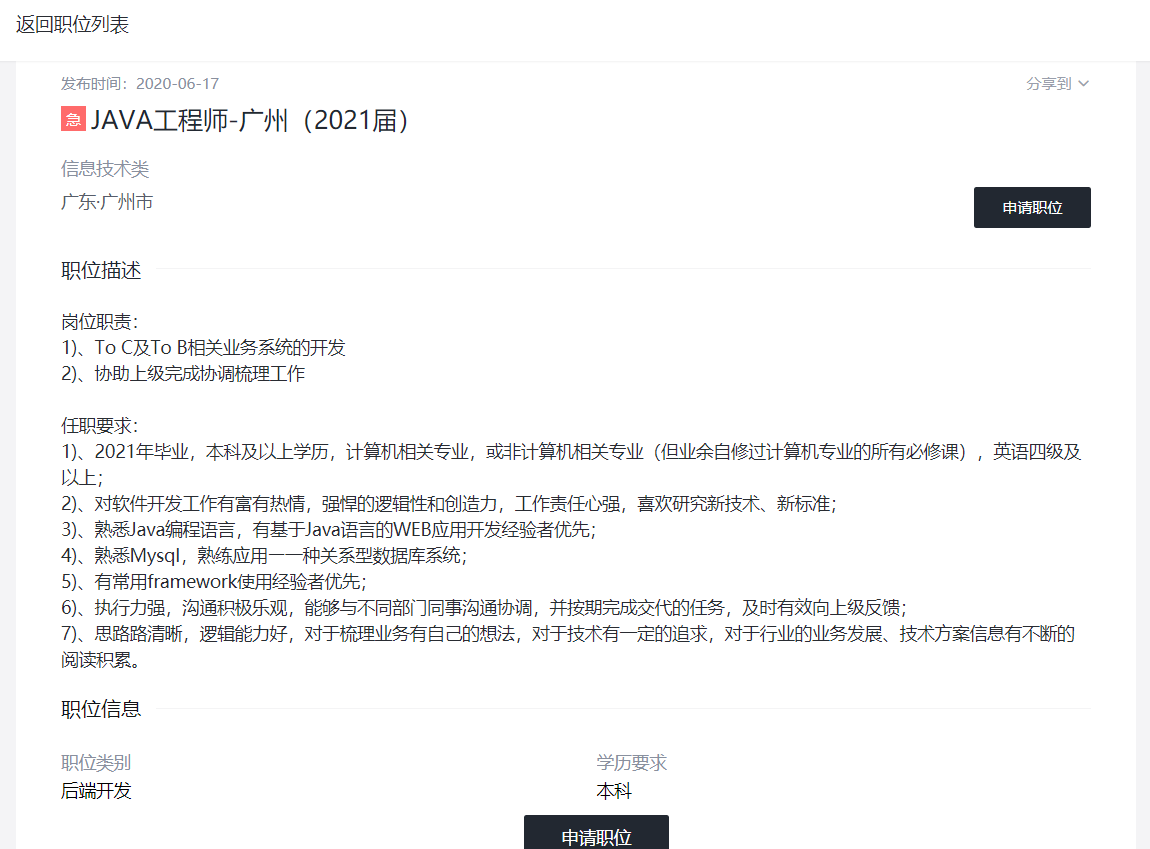 返回职位列表
发布时间：2020-06-17
分享到
急 JAVA工程师-广州（2021届）
信息技术类
广东·广州市
申请职位
职位描述
岗位职责：
1)、To C及To B相关业务系统的开发
2)、协助上级完成协调梳理工作
任职要求：
1)、2021年毕业，本科及以上学历，计算机相关专业，或非计算机相关专业（但业余自修过计算机专业的所有必修课），英语四级及
以上；
2)、对软件开发工作有富有热情，强悍的逻辑性和创造力，工作责任心强，喜欢研究新技术、新标准；
3)、熟悉Java编程语言，有基于Java语言的WEB应用开发经验者优先；
4)、熟悉Mysql，熟练应用一一种关系型数据库系统；
5)、有常用framework使用经验者优先；
6)、执行力强，沟通积极乐观，能够与不同部门同事沟通协调，并按期完成交代的任务，及时有效向上级反馈；
7)、思路路清晰，逻辑能力好，对于梳理业务有自己的想法，对于技术有一定的追求，对于行业的业务发展、技术方案信息有不断的
阅读积累。
职位信息
职位类别
学历要求
后端开发
本科
申请职位